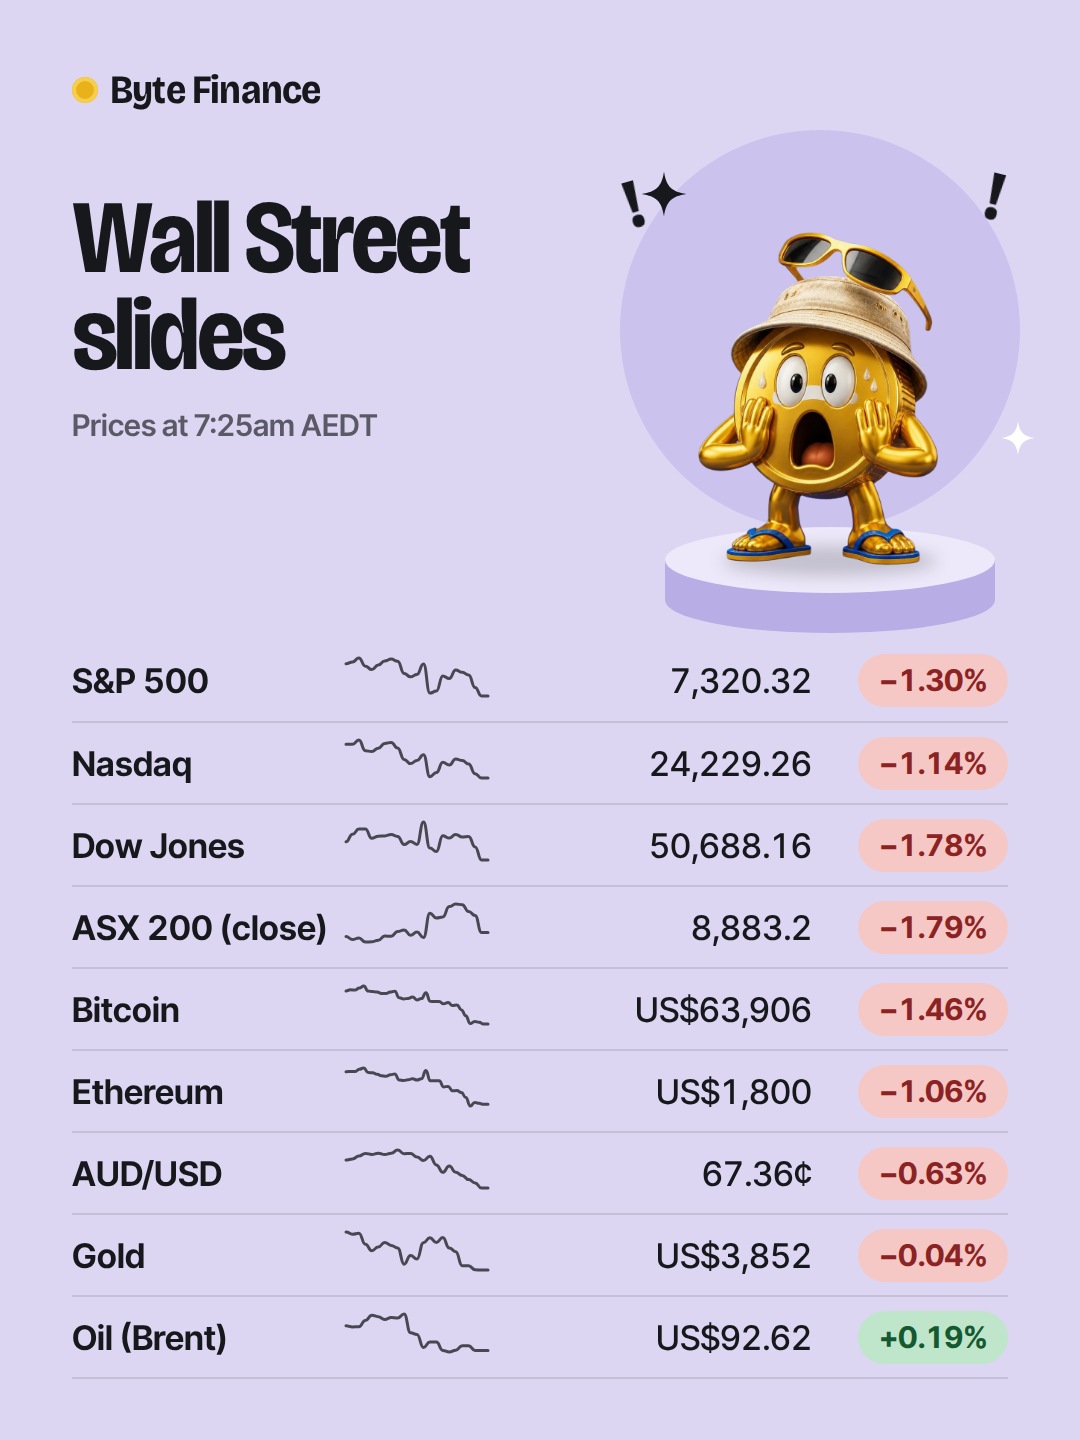 Byte Finance
Wall Street
slides
Prices at 7:25am AEDT
S&P 500 7,320.32 −1.30%
Nasdaq 24,229.26 −1.14%
Dow Jones 50,688.16 −1.78%
ASX 200 (close) 8,883.2 −1.79%
Bitcoin US$63,906 −1.46%
Ethereum US$1,800 −1.06%
AUD/USD 67.36¢ −0.63%
Gold US$3,852 −0.04%
Oil (Brent) US$92.62 +0.19%